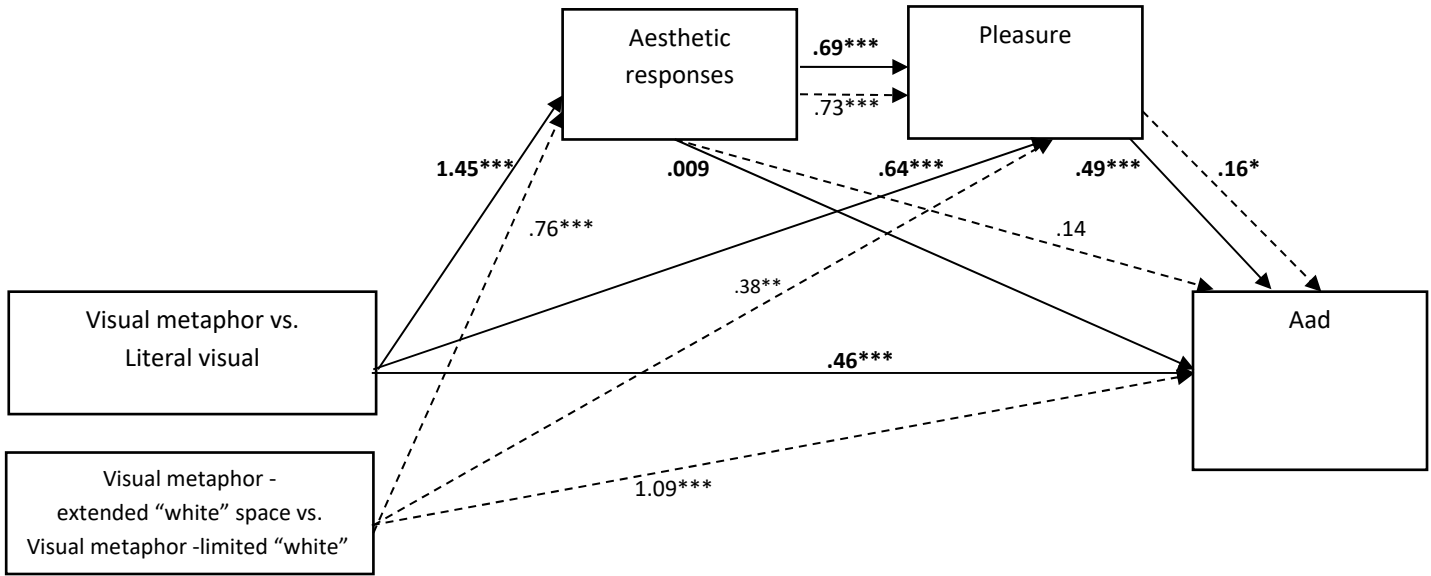 Aesthetic
responses
Pleasure
.69***
.73***
1.45***
.009
.64***
.49***
.16*
.76***
.14
.38**
Visual metaphor vs.
Literal visual
Aad
.46***
Visual metaphor -
extended “white” space vs.
Visual metaphor -limited “white”
1.09***